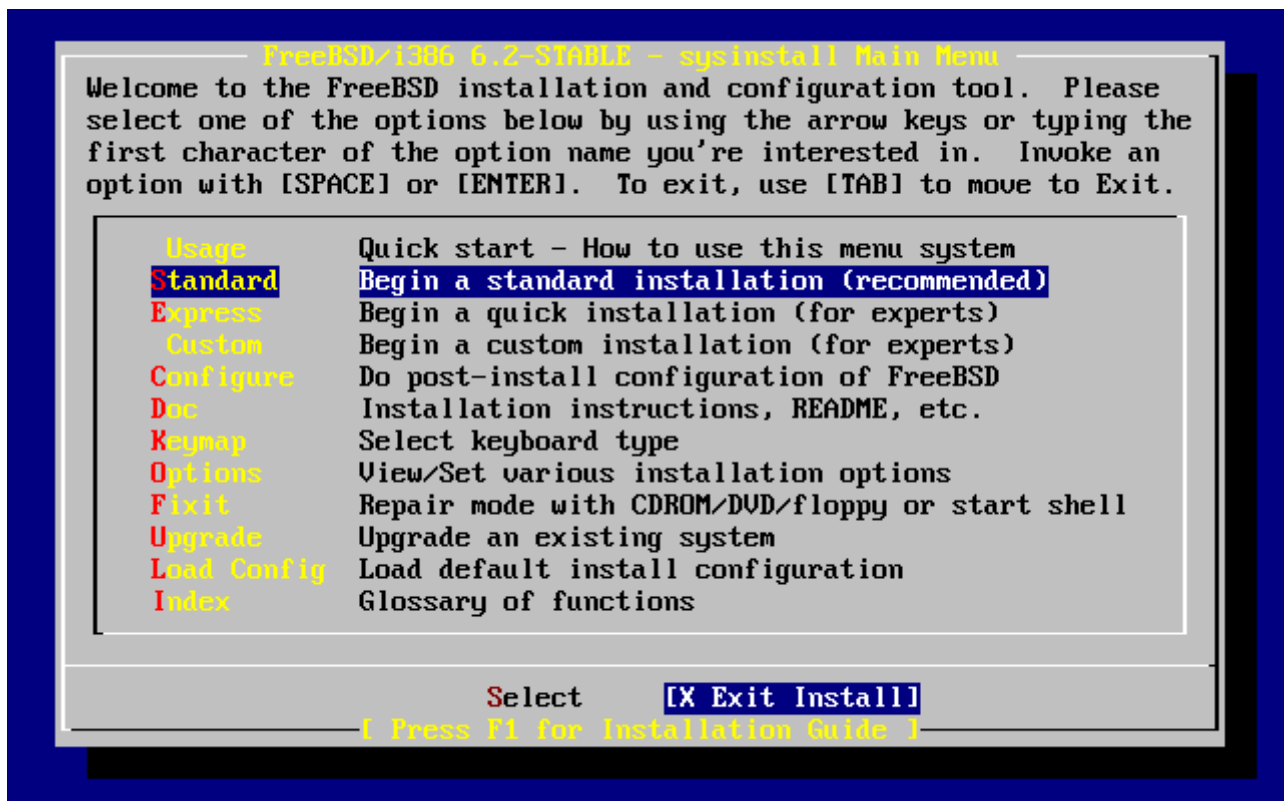 FreeBSD/i386 6.2-STABLE - sysinstall Main Menu
Welcome to the FreeBSD installation and configuration tool.  Please
select one of the options below by using the arrow keys or typing the
first character of the option name you're interested in.  Invoke an
option with [SPACE] or [ENTER].  To exit, use [TAB] to move to Exit.
Usage Quick start - How to use this menu system
Standard Begin a standard installation (recommended)
Express Begin a quick installation (for experts)
Custom Begin a custom installation (for experts)
Configure Do post-install configuration of FreeBSD
Doc Installation instructions, README, etc.
Keymap Select keyboard type
Options View/Set various installation options
Fixit Repair mode with CDROM/DVD/floppy or start shell
Upgrade Upgrade an existing system
Load Config Load default install configuration
Index Glossary of functions
Select [X Exit Install]
[ Press F1 for Installation Guide ]